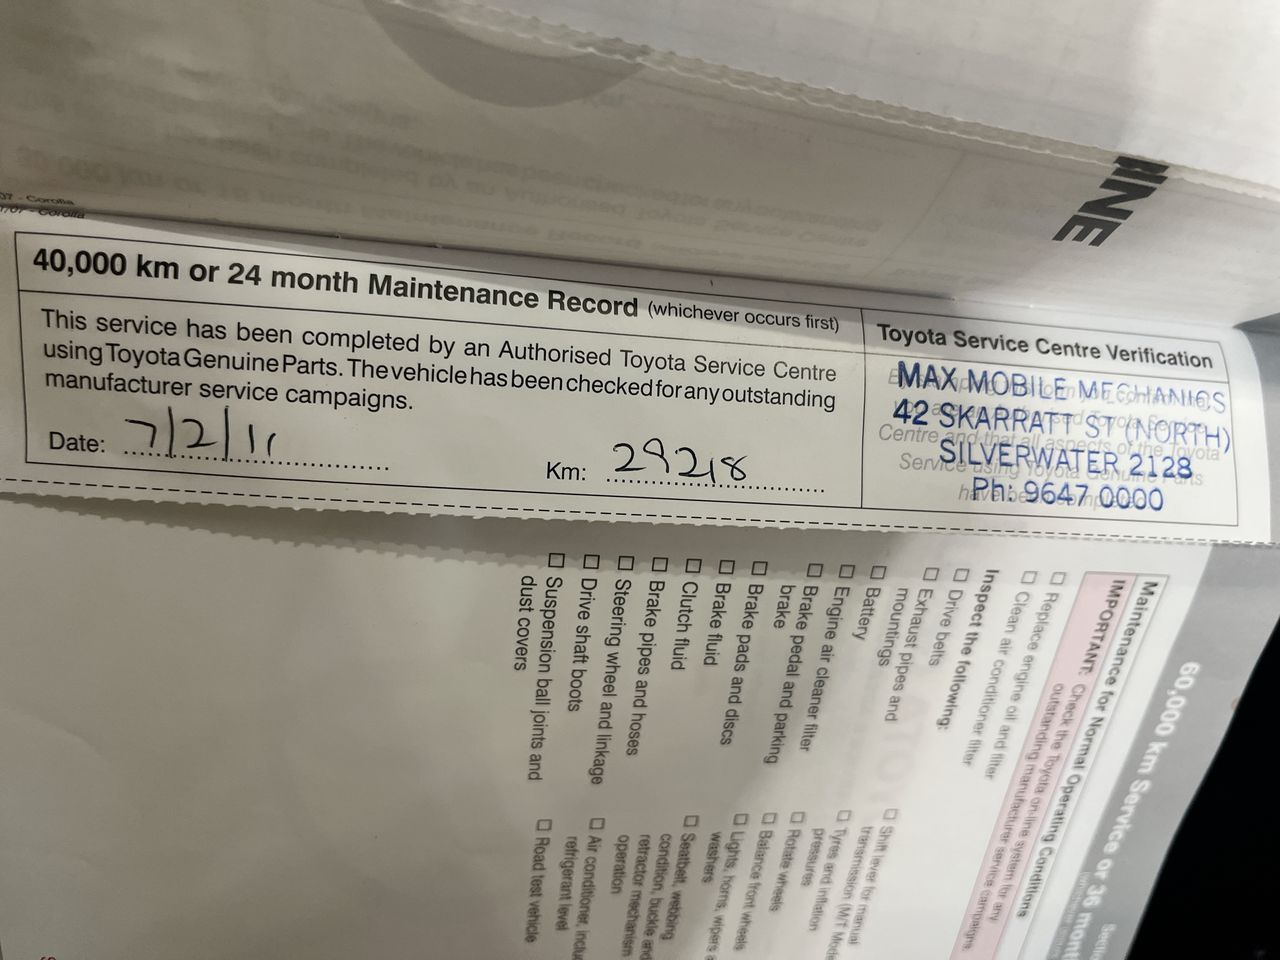 NNE
07 - Corolla
40,000 km or 24 month Maintenance Record (whichever occurs first)
This service has been completed by an Authorised Toyota Service Centre
using Toyota Genuine Parts. The vehicle has been checked for any outstanding
manufacturer service campaigns.
Date: 7/2/11
Km: 29218
Toyota Service Centre Verification
MAX MOBILE MECHANICS
42 SKARRATT ST (NORTH)
SILVERWATER 2128
Ph: 9647 0000
60,000 km Service or 36 mont
Maintenance for Normal Operating Conditions
IMPORTANT: Check the Toyota on-line system for any
outstanding manufacturer service campaigns.
☐ Replace engine oil and filter
☐ Clean air conditioner filter
Inspect the following:
☐ Drive belts
☐ Exhaust pipes and
mountings
☐ Battery
☐ Engine air cleaner filter
☐ Brake pedal and parking
brake
☐ Brake pads and discs
☐ Brake fluid
☐ Clutch fluid
☐ Brake pipes and hoses
☐ Steering wheel and linkage
☐ Drive shaft boots
☐ Suspension ball joints and
dust covers
☐ Shift lever for manual
transmission (M/T Mode
☐ Tyres and inflation
pressures
☐ Rotate wheels
☐ Balance front wheels
☐ Lights, horns, wipers a
washers
☐ Seatbelt, webbing
condition, buckle and
retractor mechanism
operation
☐ Air conditioner, inclu
refrigerant level
☐ Road test vehicle